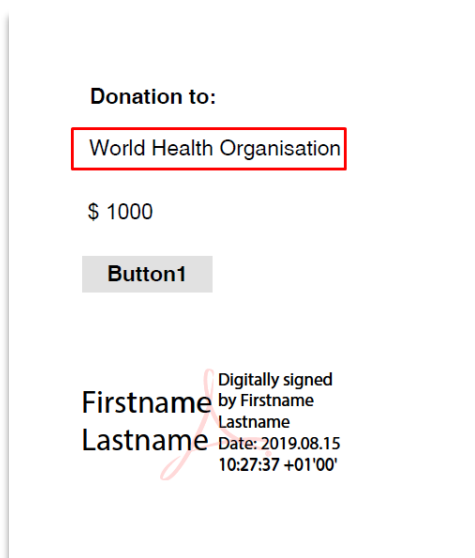 Donation to:
World Health Organisation
$ 1000
Button1
Firstname
Lastname
Digitally signed
by Firstname
Lastname
Date: 2019.08.15
10:27:37 +01'00'